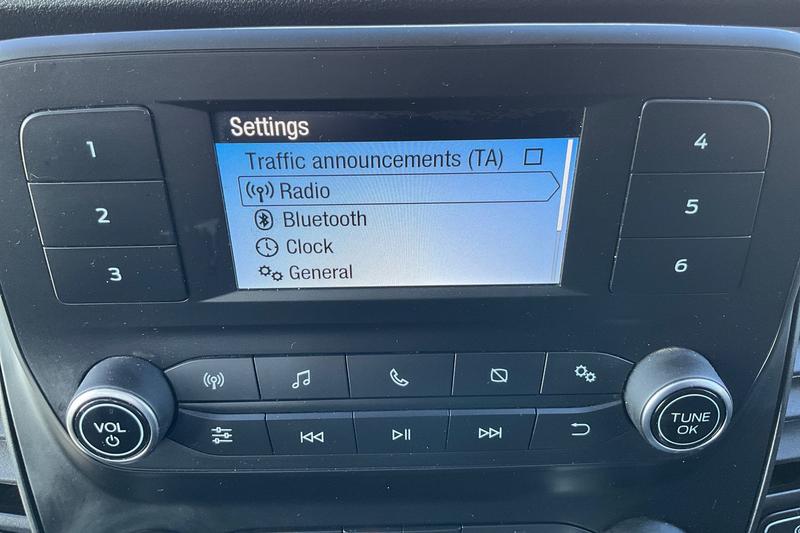 Settings
Traffic announcements (TA)
Radio
Bluetooth
Clock
General
1
2
3
4
5
6
VOL
TUNE
OK